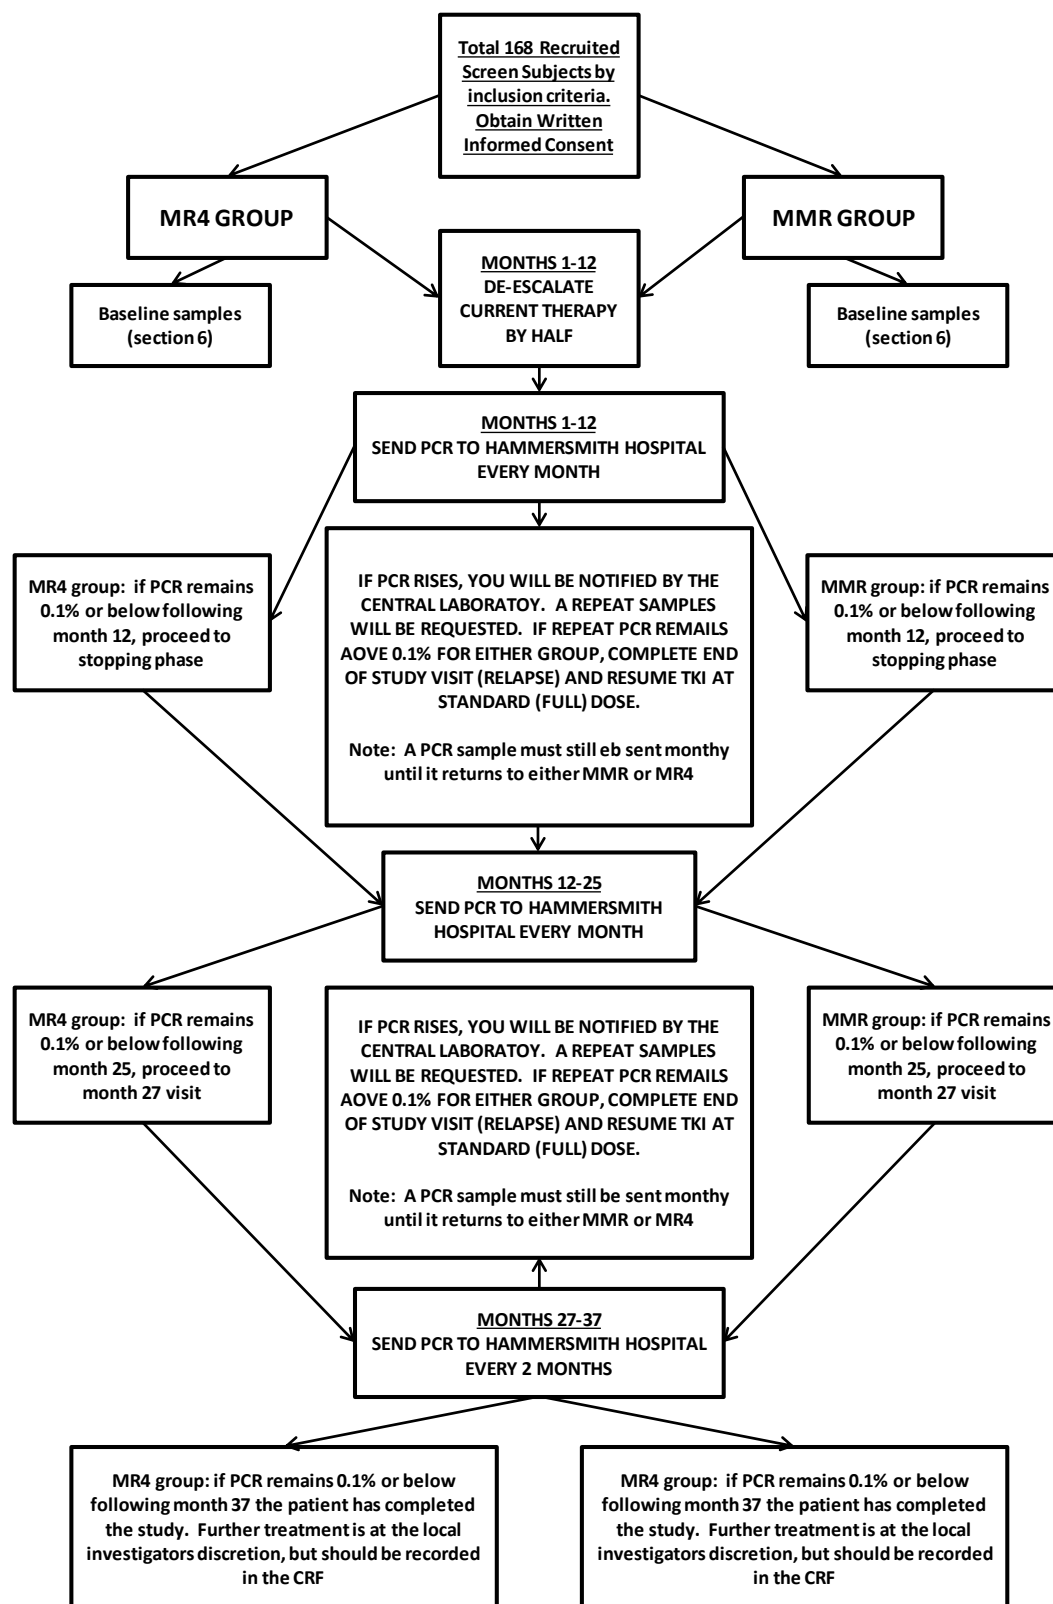 Total 168 Recruited
Screen Subjects by
inclusion criteria.
Obtain Written
Informed Consent
MR4 GROUP
MMR GROUP
MONTHS 1-12
DE-ESCALATE
CURRENT THERAPY
BY HALF
Baseline samples
(section 6)
Baseline samples
(section 6)
MONTHS 1-12
SEND PCR TO HAMMERSMITH HOSPITAL
EVERY MONTH
MR4 group:  if PCR remains
0.1% or below following
month 12, proceed to
stopping phase
IF PCR RISES, YOU WILL BE NOTIFIED BY THE
CENTRAL LABORATOY.  A REPEAT SAMPLES
WILL BE REQUESTED.  IF REPEAT PCR REMAILS
AOVE 0.1% FOR EITHER GROUP, COMPLETE END
OF STUDY VISIT (RELAPSE) AND RESUME TKI AT
STANDARD (FULL) DOSE.
Note:  A PCR sample must still eb sent monthy
until it returns to either MMR or MR4
MMR group: if PCR remains
0.1% or below following
month 12, proceed to
stopping phase
MONTHS 12-25
SEND PCR TO HAMMERSMITH
HOSPITAL EVERY MONTH
MR4 group:  if PCR remains
0.1% or below following
month 25, proceed to
month 27 visit
IF PCR RISES, YOU WILL BE NOTIFIED BY THE
CENTRAL LABORATOY.  A REPEAT SAMPLES
WILL BE REQUESTED.  IF REPEAT PCR REMAILS
AOVE 0.1% FOR EITHER GROUP, COMPLETE END
OF STUDY VISIT (RELAPSE) AND RESUME TKI AT
STANDARD (FULL) DOSE.
Note:  A PCR sample must still be sent monthy
until it returns to either MMR or MR4
MMR group: if PCR remains
0.1% or below following
month 25, proceed to
month 27 visit
MONTHS 27-37
SEND PCR TO HAMMERSMITH HOSPITAL
EVERY 2 MONTHS
MR4 group: if PCR remains 0.1% or below
following month 37 the patient has completed
the study.  Further treatment is at the local
investigators discretion, but should be recorded
in the CRF
MR4 group: if PCR remains 0.1% or below
following month 37 the patient has completed
the study.  Further treatment is at the local
investigators discretion, but should be recorded
in the CRF